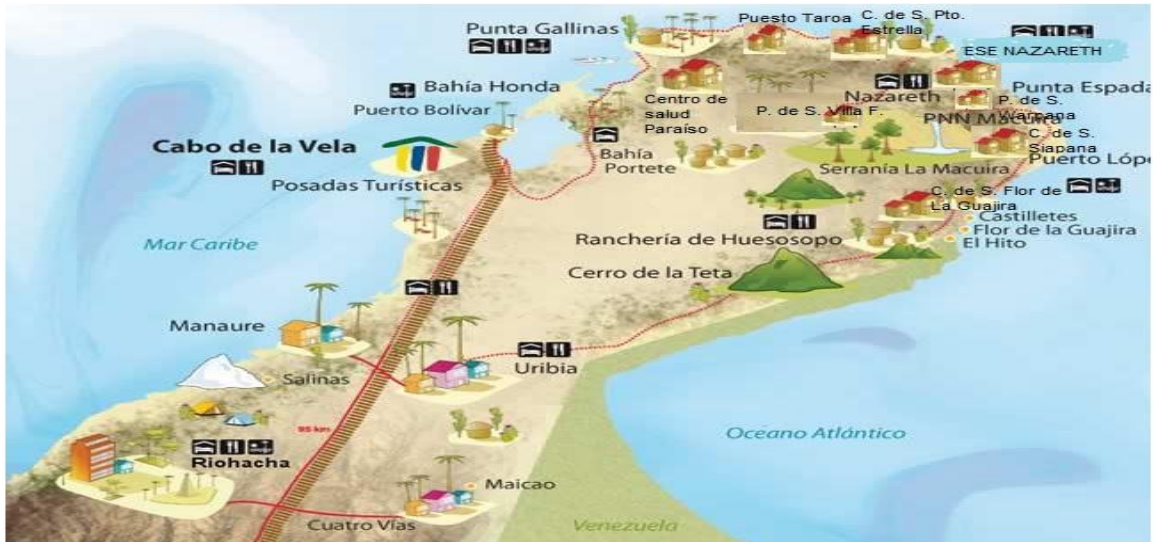 Punta Gallinas
Puesto Taroa
C. de S. Pto.
Estrella
ESE NAZARETH
Bahía Honda
Puerto Bolívar
Centro de
salud
Paraíso
Nazareth
P. de S. Villa F.
Punta Espada
P. de S.
PNN Macuira
C. de S.
Siapana
Cabo de la Vela
Posadas Turísticas
Bahía
Portete
Serranía La Macuira
Puerto Lópe
C. de S. Flor de
La Guajira
Castilletes
Flor de la Guajira
El Hito
Mar Caribe
Ranchería de Huesosopo
Cerro de la Teta
Manaure
Uribia
Salinas
95 km
Oceano Atlántico
Riohacha
Maicao
Cuatro Vías
Venezuela